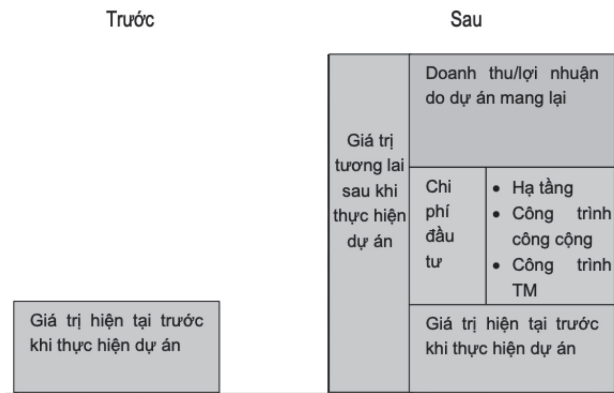 Trước
Sau
Giá trị hiện tại trước
khi thực hiện dự án
Giá trị
tương lai
sau khi
thực hiện
dự án
Doanh thu/lợi nhuận
do dự án mang lại
Chi
phí
đầu
tư
• Hạ tầng
• Công trình
công cộng
• Công trình
TM
Giá trị hiện tại trước
khi thực hiện dự án